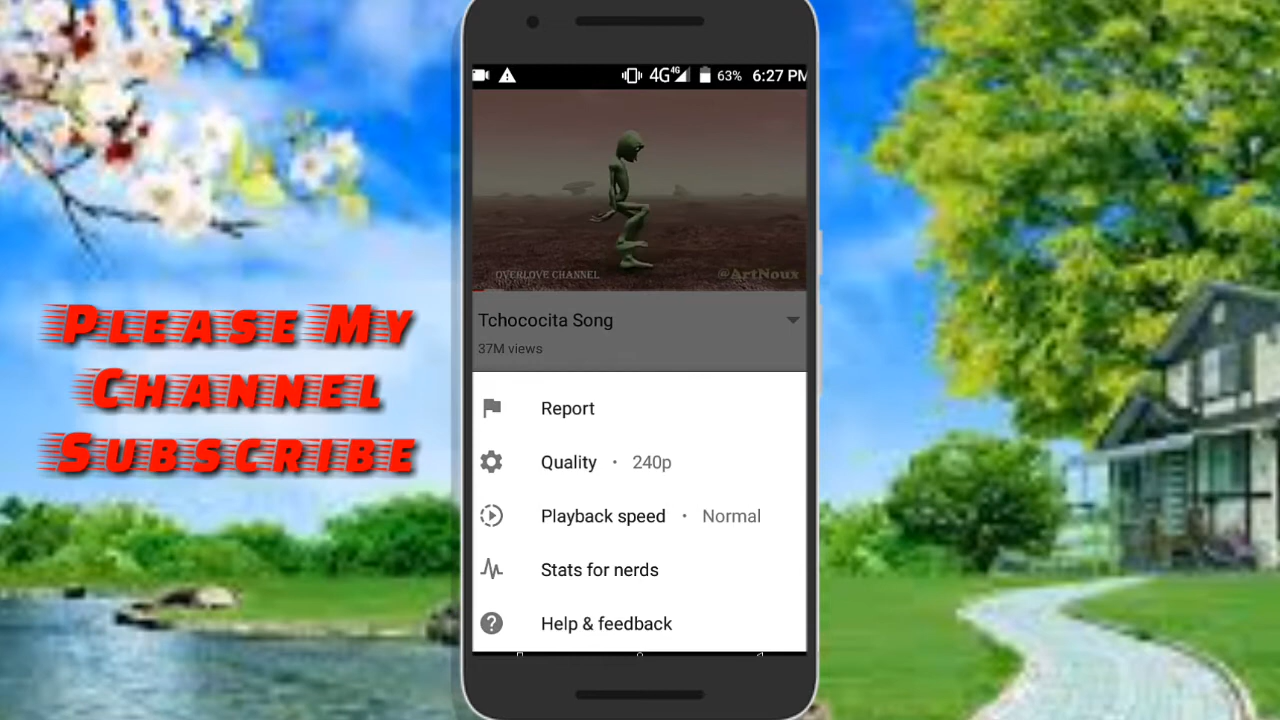 4G 4G 63% 6:27 PM
OVERLOVE CHANNEL
@ArtNoux
Tchococita Song
37M views
Please My
Channel
Subscribe
Report
Quality · 240p
Playback speed · Normal
Stats for nerds
Help & feedback